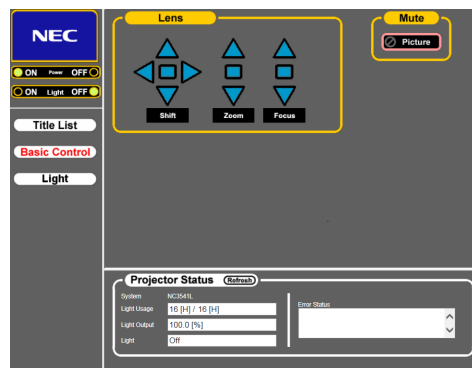 NEC
ON Power OFF
ON Light OFF
Title List
Basic Control
Light
Lens
Shift
Zoom
Focus
Mute
Picture
Projector Status Refresh
System NC3541L
Light Usage 16 [H] / 16 [H]
Light Output 100.0 [%]
Light Off
Error Status